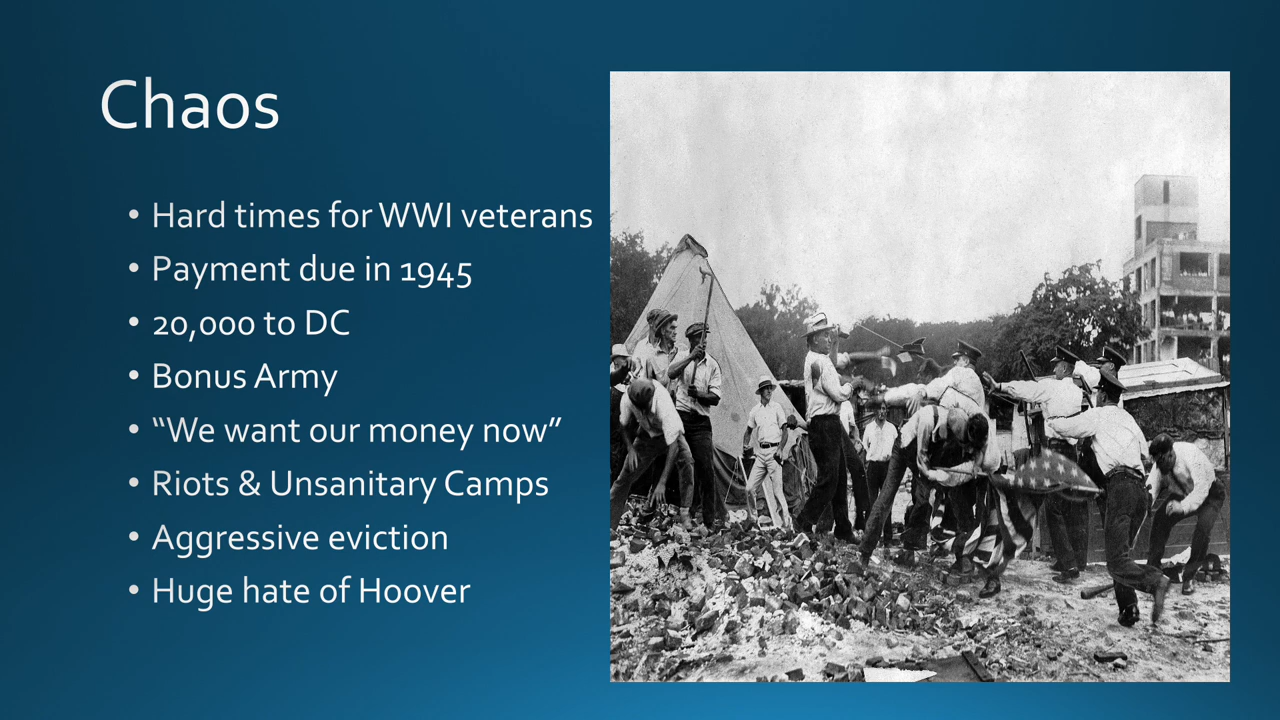 Chaos
• Hard times for WWI veterans
• Payment due in 1945
• 20,000 to DC
• Bonus Army
• “We want our money now”
• Riots & Unsanitary Camps
• Aggressive eviction
• Huge hate of Hoover